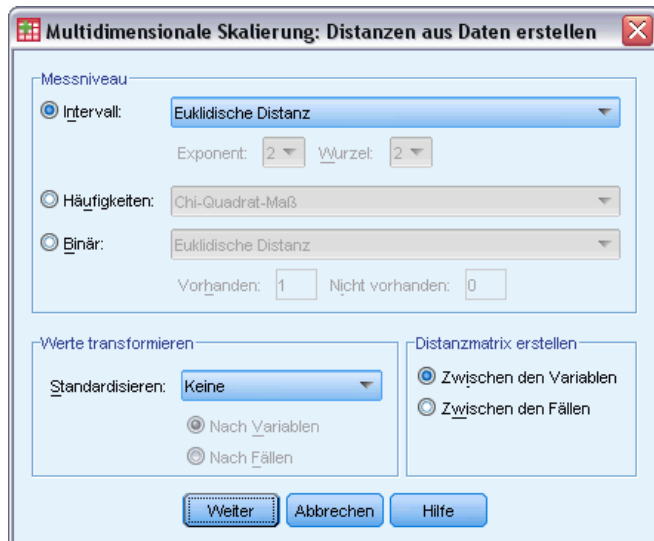 Multidimensionale Skalierung: Distanzen aus Daten erstellen
Messniveau
Intervall: Euklidische Distanz
Exponent: 2 Wurzel: 2
Häufigkeiten: Chi-Quadrat-Maß
Binär: Euklidische Distanz
Vorhanden: 1 Nicht vorhanden: 0
Werte transformieren
Standardisieren: Keine
Nach Variablen
Nach Fällen
Distanzmatrix erstellen
Zwischen den Variablen
Zwischen den Fällen
Weiter Abbrechen Hilfe